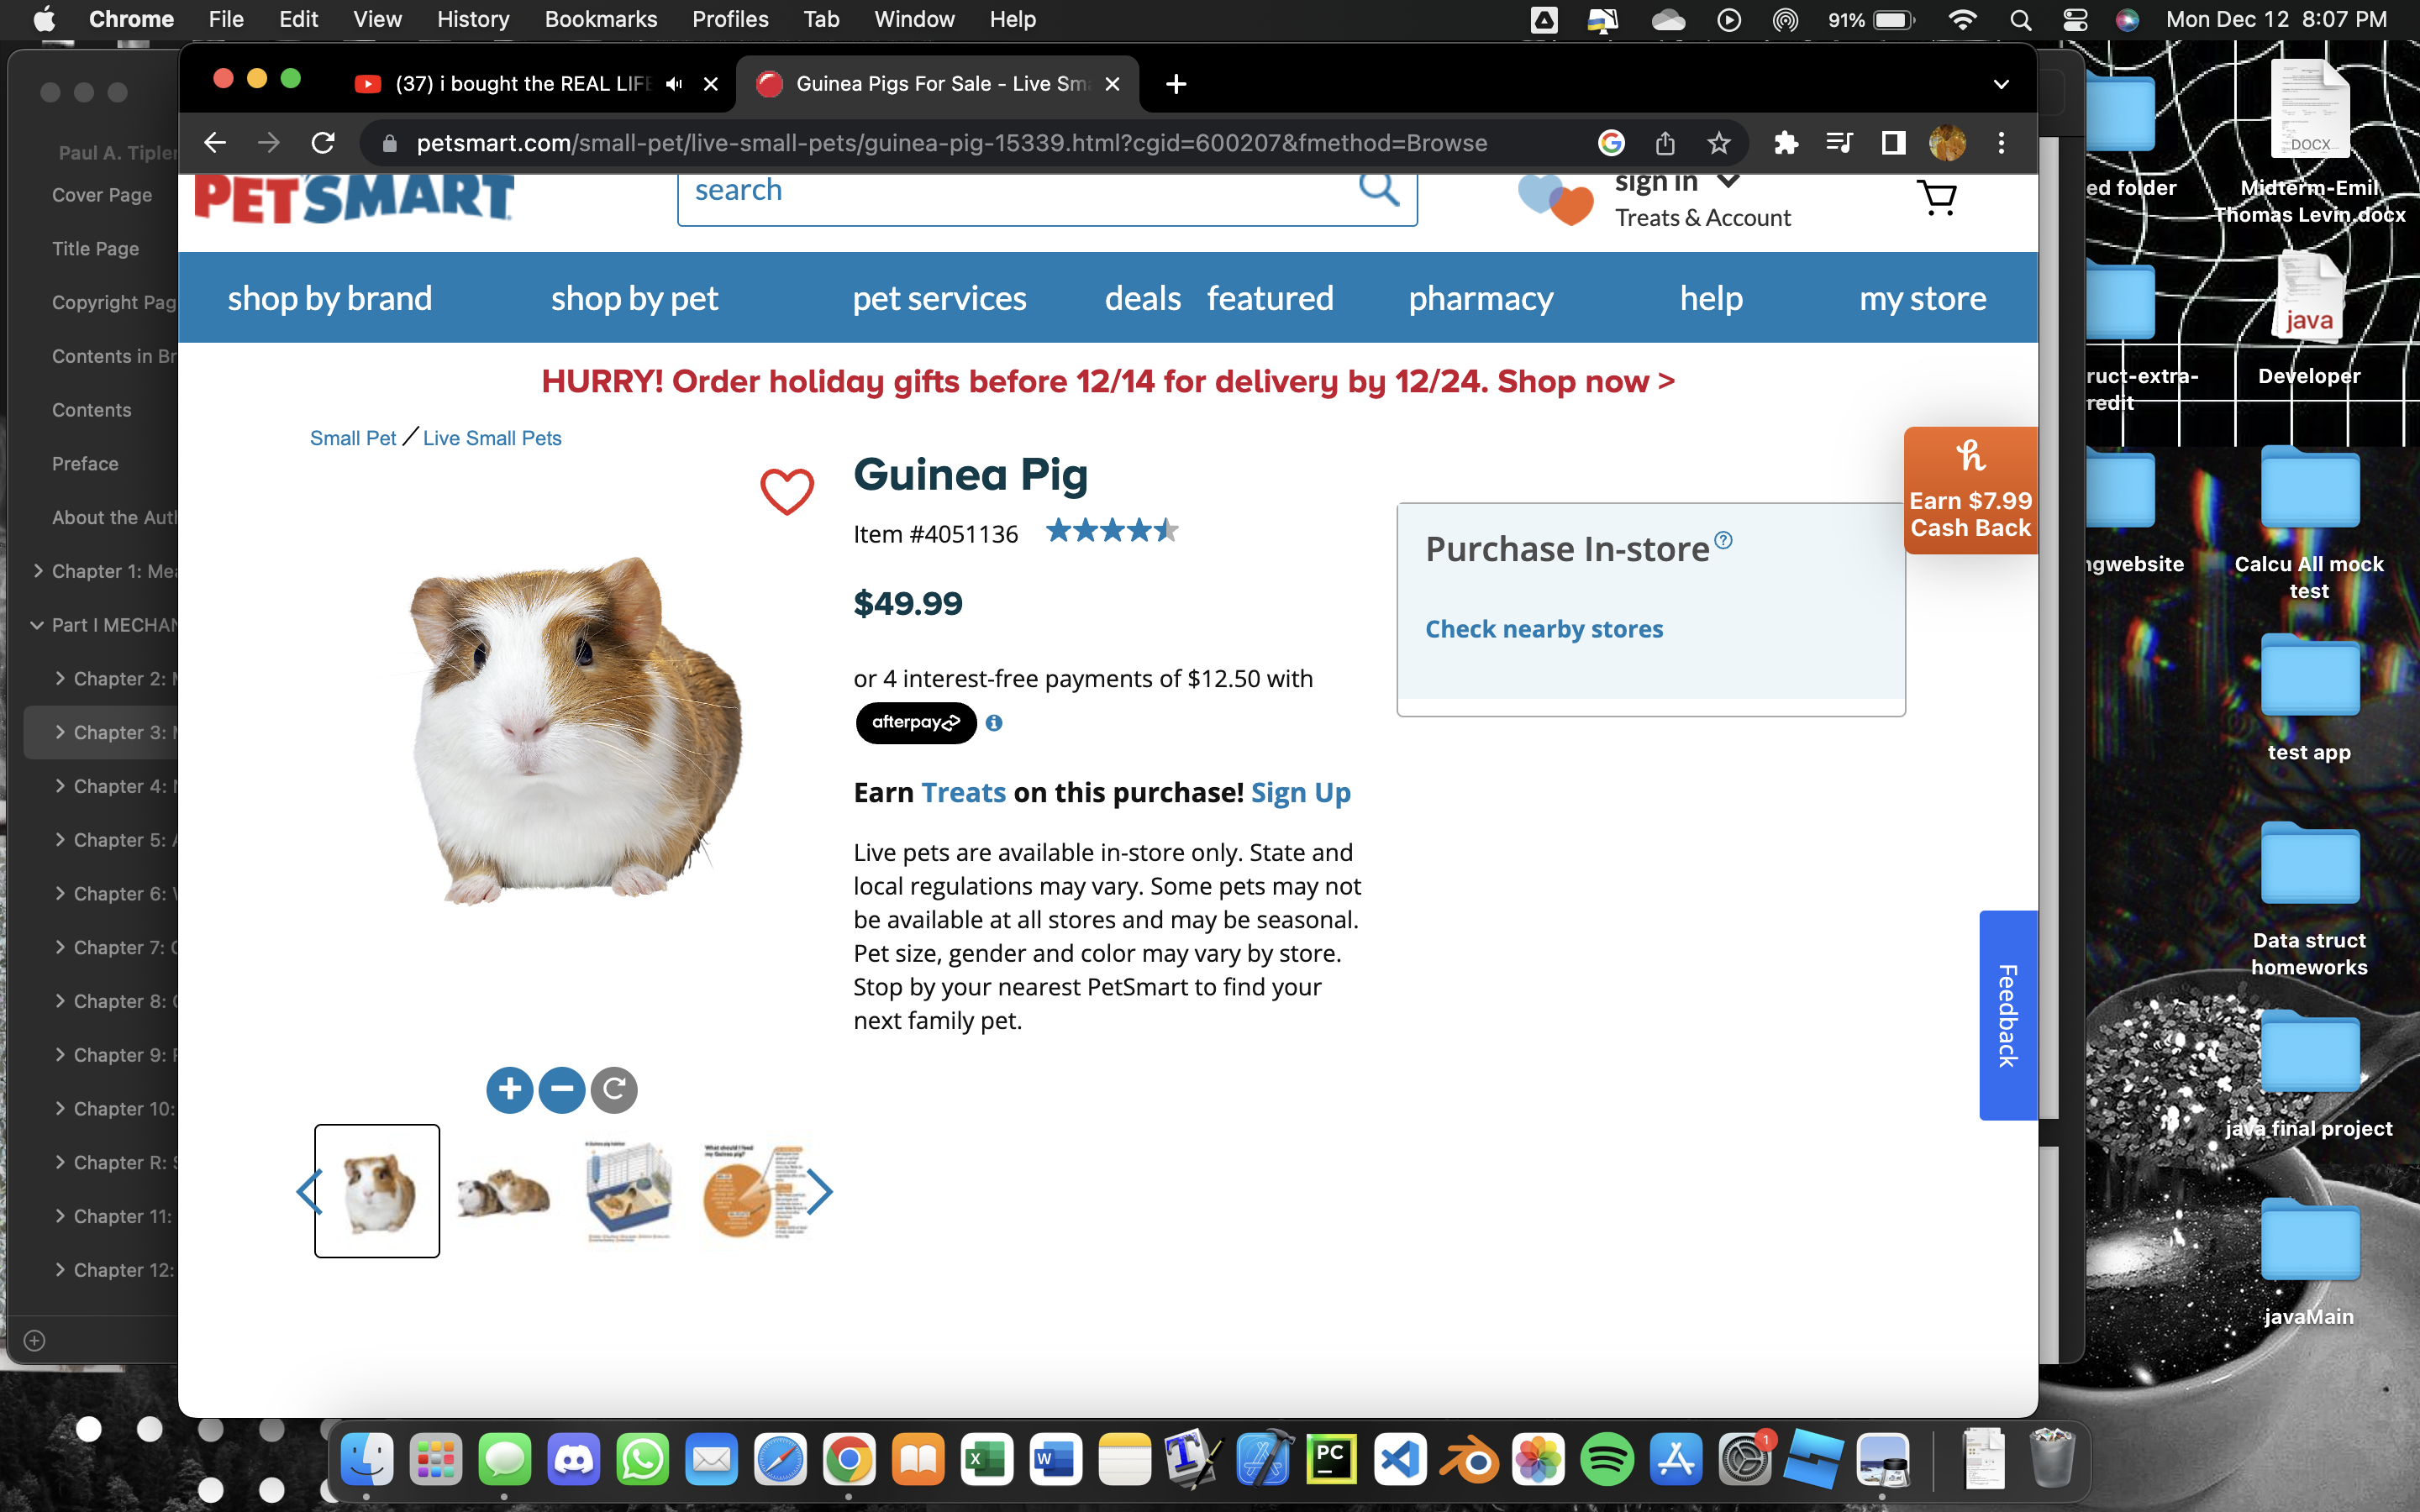 Chrome File Edit View History Bookmarks Profiles Tab Window Help
91% Mon Dec 12 8:07 PM
(37) i bought the REAL LIFE
Guinea Pigs For Sale - Live Sm
petsmart.com/small-pet/live-small-pets/guinea-pig-15339.html?cgid=600207&fmethod=Browse
Paul A. Tipler
Cover Page
Title Page
Copyright Pag
Contents in Br
Contents
Preface
About the Aut
Chapter 1: Mea
Part I MECHAN
Chapter 2:
Chapter 3:
Chapter 4:
Chapter 5:
Chapter 6:
Chapter 7:
Chapter 8:
Chapter 9:
Chapter 10:
Chapter R:
Chapter 11:
Chapter 12:
PETSMART
search
sign in
Treats & Account
shop by brand shop by pet pet services deals featured pharmacy help my store
HURRY! Order holiday gifts before 12/14 for delivery by 12/24. Shop now >
Small Pet / Live Small Pets
Guinea Pig
Item #4051136
$49.99
or 4 interest-free payments of $12.50 with
afterpay
Earn Treats on this purchase! Sign Up
Live pets are available in-store only. State and
local regulations may vary. Some pets may not
be available at all stores and may be seasonal.
Pet size, gender and color may vary by store.
Stop by your nearest PetSmart to find your
next family pet.
Purchase In-store
Check nearby stores
Earn $7.99
Cash Back
Feedback
What should I feed
my Guinea pig?
ed folder
DOCX
Midterm-Emil
Thomas Levin.docx
ruct-extra-
redit
java
Developer
ngwebsite
Calcu All mock
test
test app
Data struct
homeworks
java final project
javaMain
PC
1